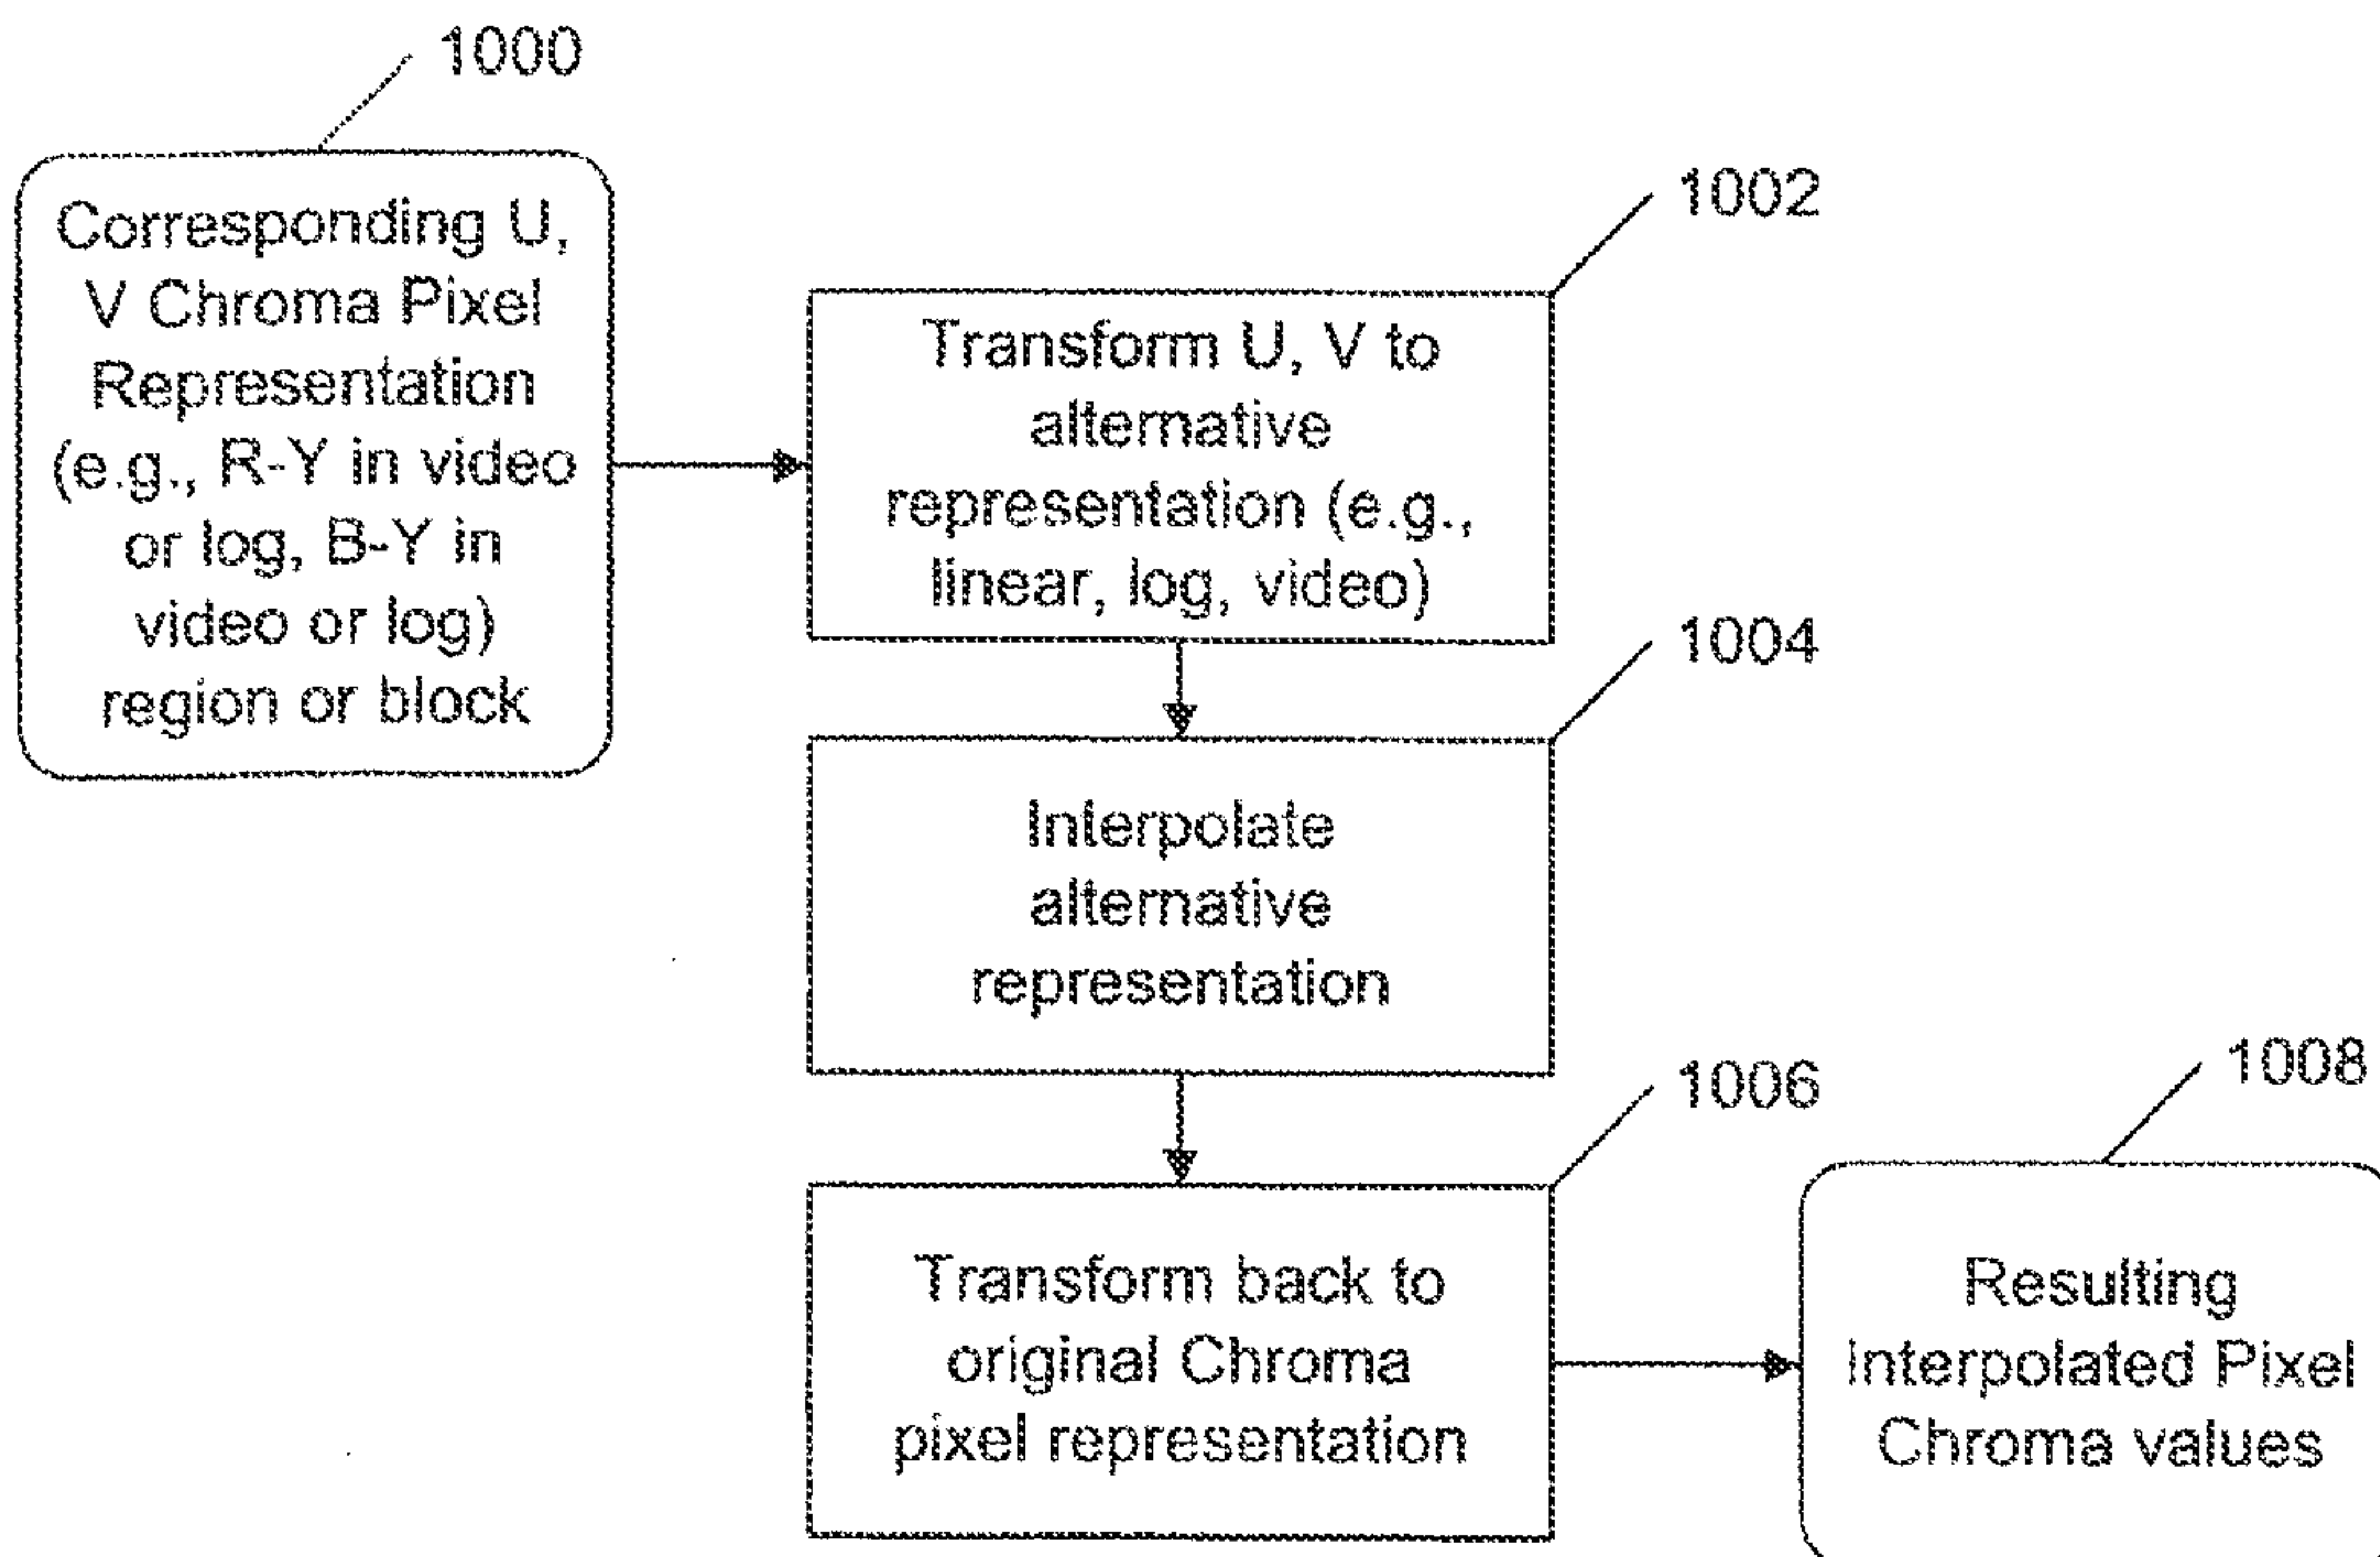 1000
Corresponding U,
V Chroma Pixel
Representation
(e.g., R-Y in video
or log, B-Y in
video or log)
region or block
1002
Transform U, V to
alternative
representation (e.g.,
linear, log, video)
1004
Interpolate
alternative
representation
1006
Transform back to
original Chroma
pixel representation
1008
Resulting
Interpolated Pixel
Chroma values